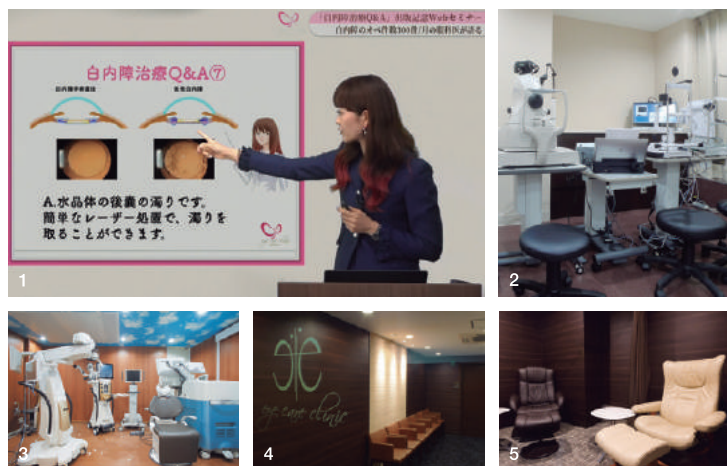 「白内障治療Q&A」出版記念Webセミナー
白内障のオペ件数300件/月の眼科医が語る
白内障治療Q&A⑦
白内障手術直後
後発白内障
A.水晶体の後嚢の濁りです。
簡単なレーザー処置で、濁りを
取ることができます。
1
2
3
eye care clinic
4
5